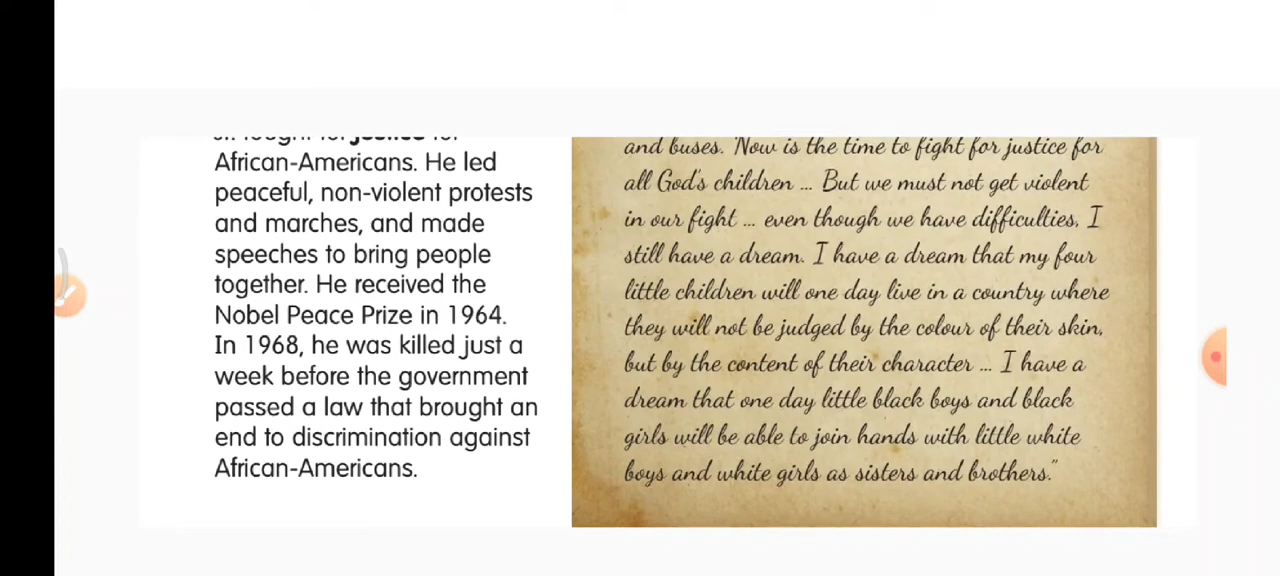 African-Americans. He led
peaceful, non-violent protests
and marches, and made
speeches to bring people
together. He received the
Nobel Peace Prize in 1964.
In 1968, he was killed just a
week before the government
passed a law that brought an
end to discrimination against
African-Americans.
and buses. 'Now is the time to fight for justice for
all God's children ... But we must not get violent
in our fight ... even though we have difficulties, I
still have a dream. I have a dream that my four
little children will one day live in a country where
they will not be judged by the colour of their skin,
but by the content of their character ... I have a
dream that one day little black boys and black
girls will be able to join hands with little white
boys and white girls as sisters and brothers."